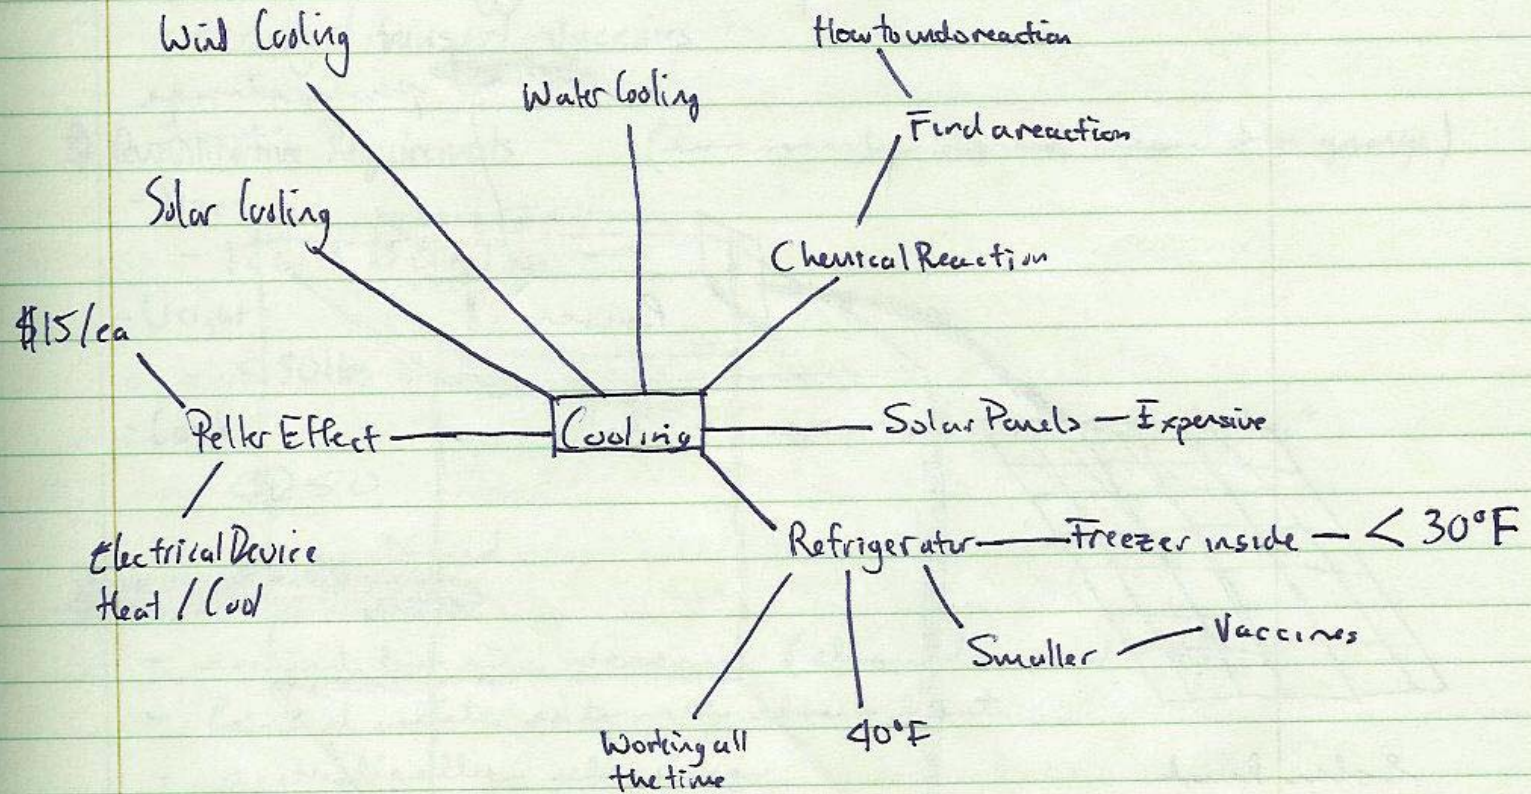 Wind Cooling
How to undo reaction
Water Cooling
Find a reaction
Solar Cooling
Chemical Reaction
$15/ea
Peller Effect
Cooling
Solar Panels — Expensive
Electrical Device
Heat / Cool
Refrigerator
Freezer inside — < 30°F
Smaller
Vaccines
Working all
the time
40°F